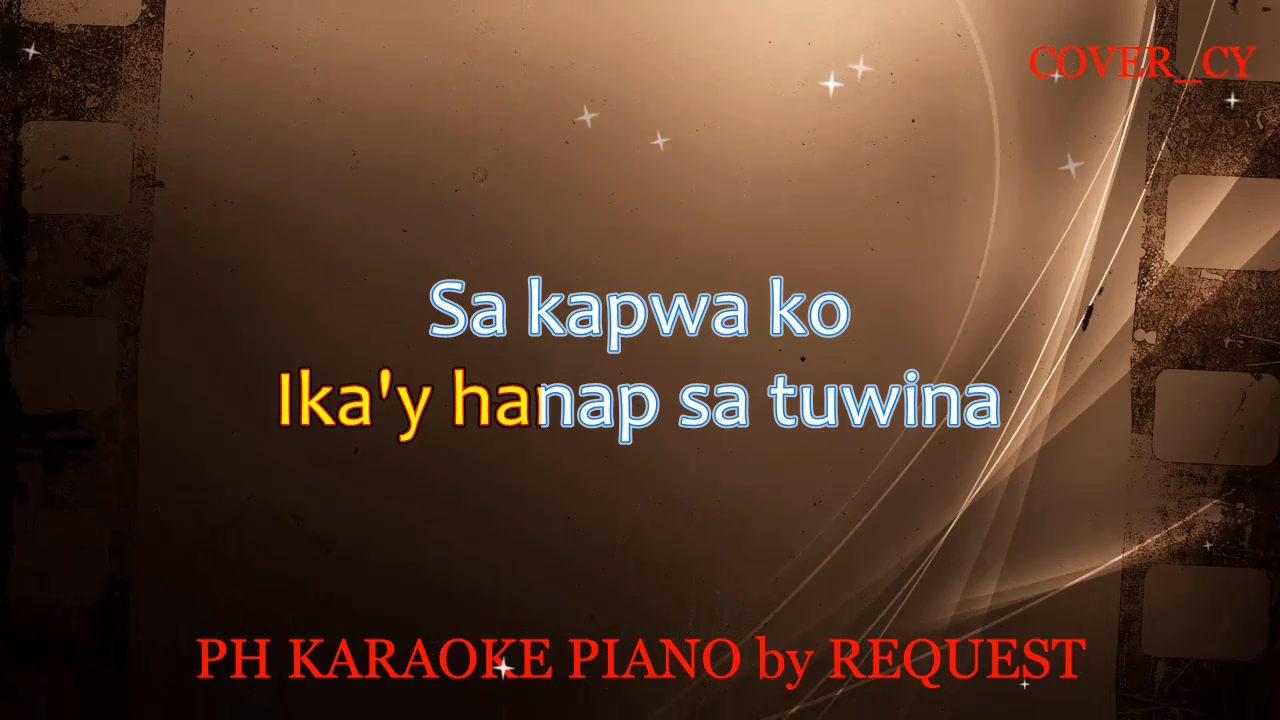 COVER_CY
Sa kapwa ko
Ika'y hanap sa tuwina
PH KARAOKE PIANO by REQUEST